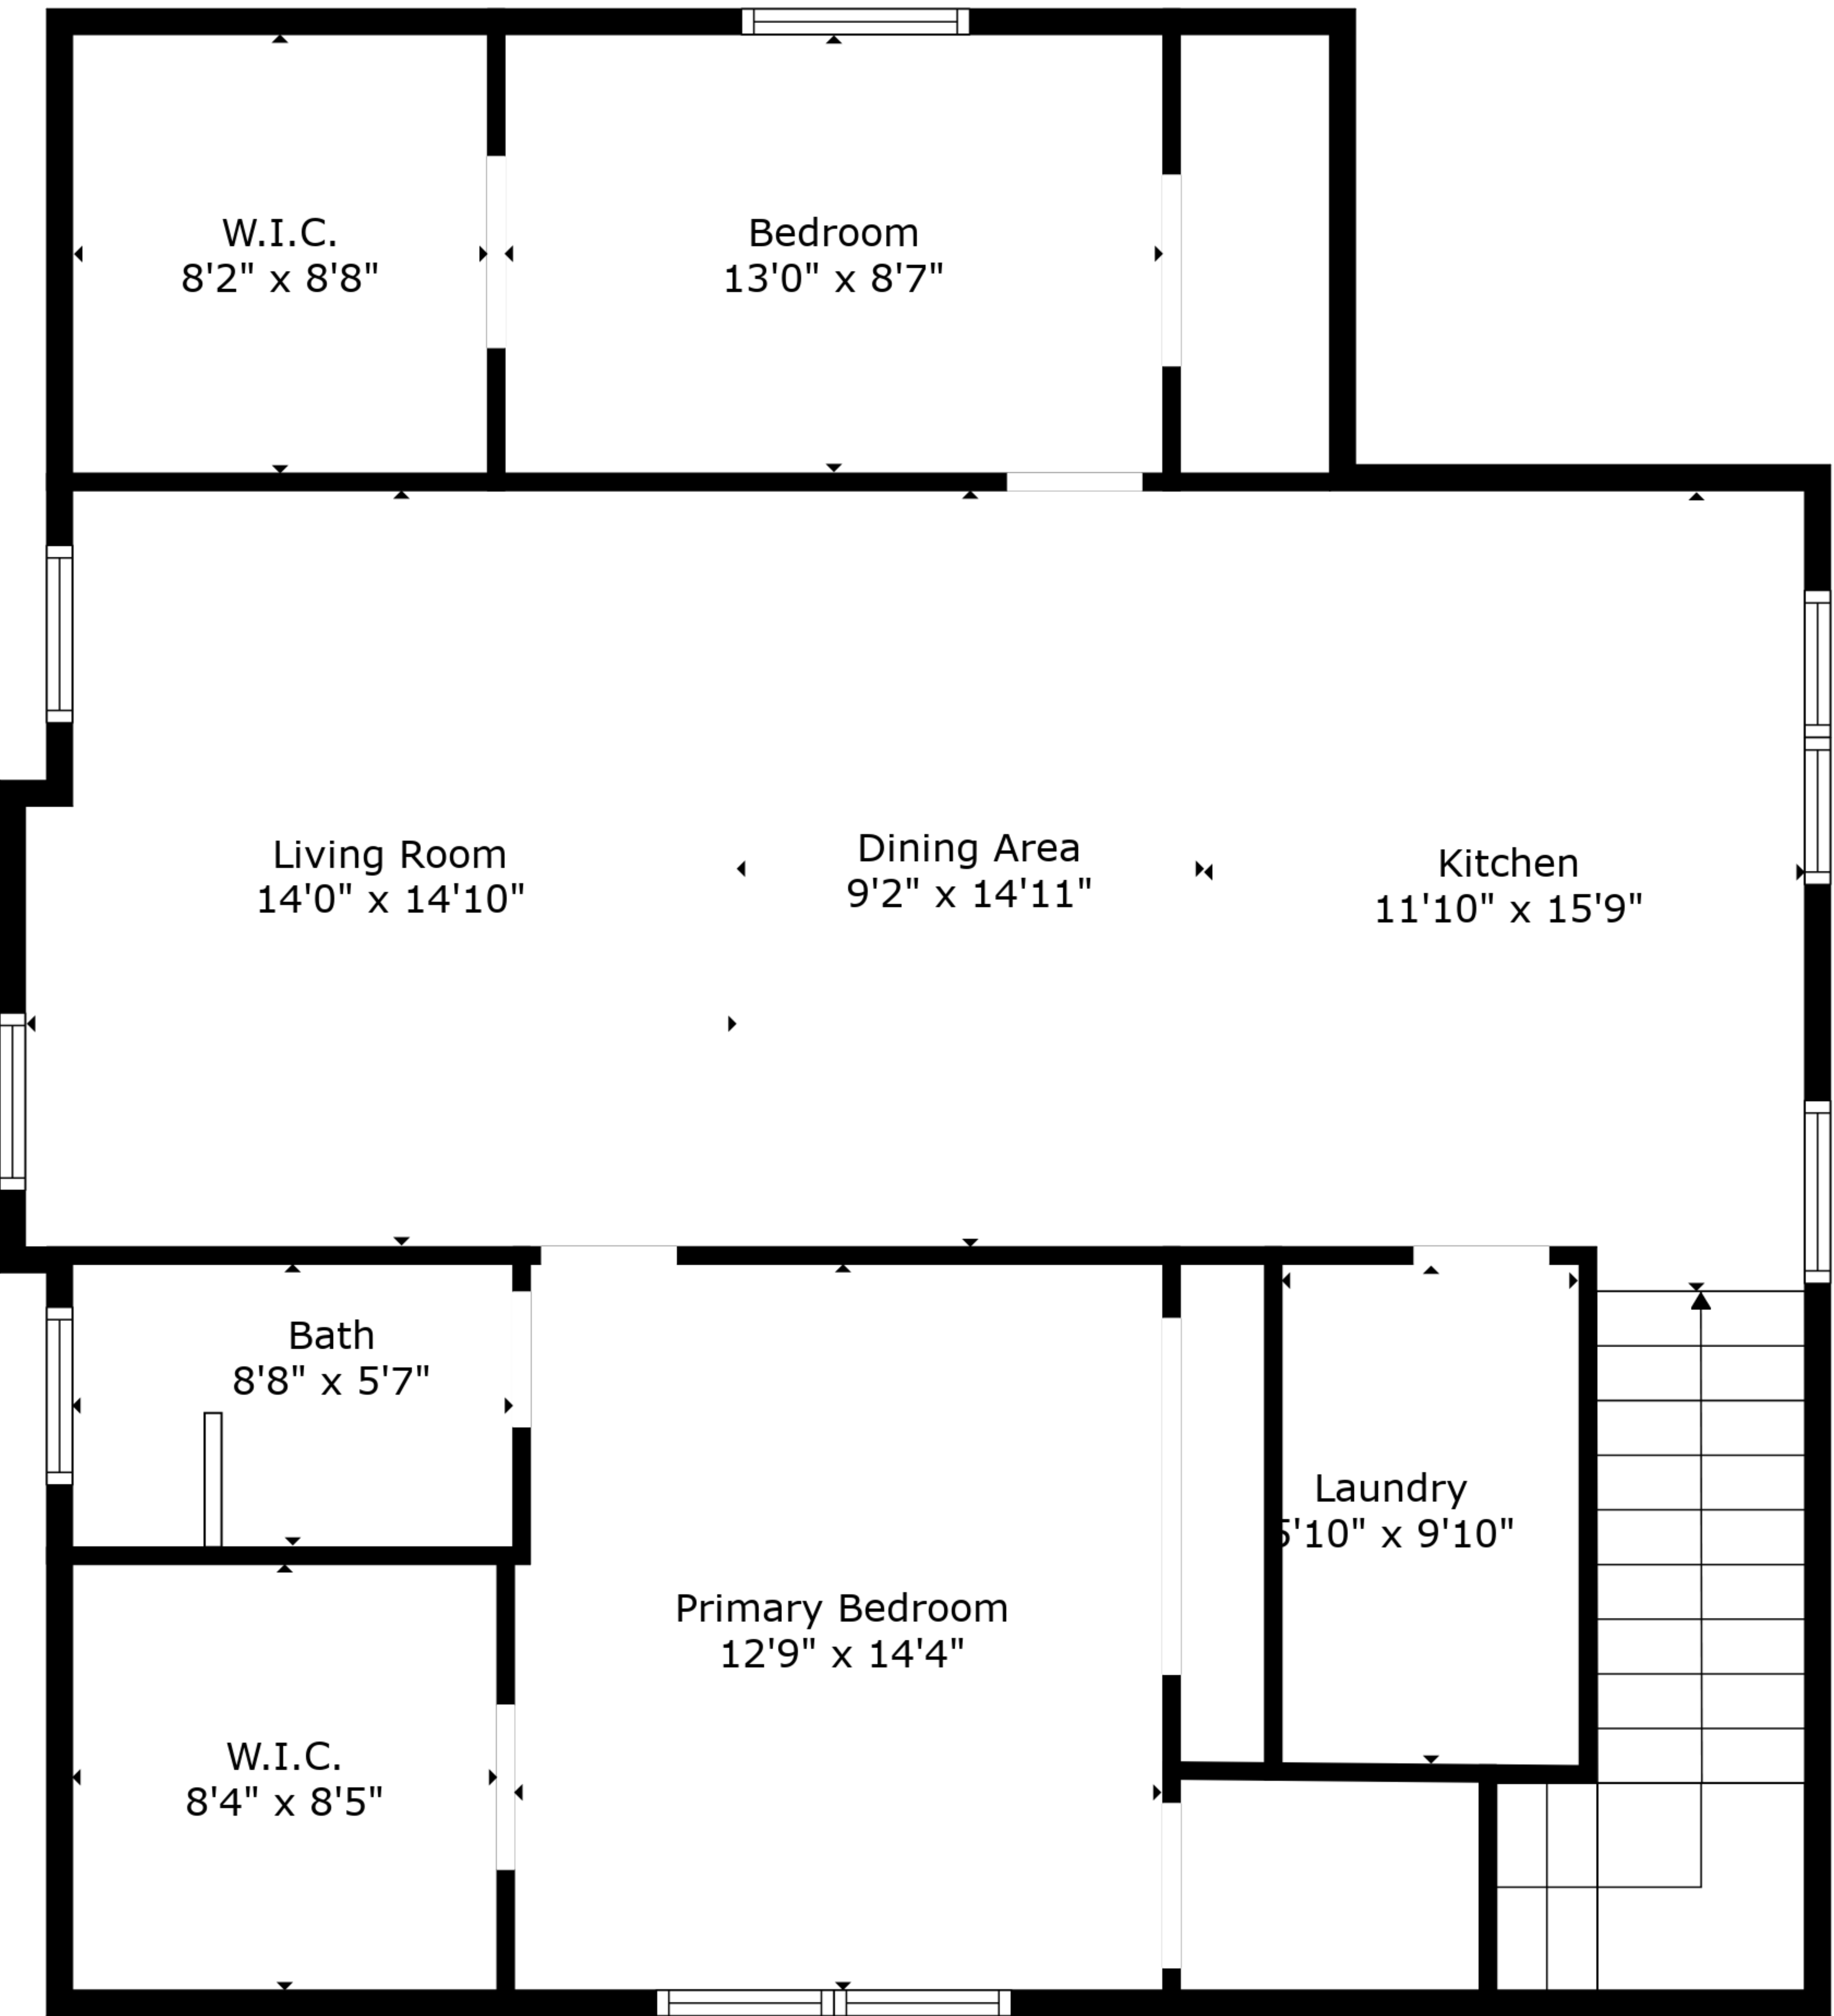 W.I.C.
8'2" x 8'8"
Bedroom
13'0" x 8'7"
Living Room
14'0" x 14'10"
Dining Area
9'2" x 14'11"
Kitchen
11'10" x 15'9"
Bath
8'8" x 5'7"
Laundry
5'10" x 9'10"
Primary Bedroom
12'9" x 14'4"
W.I.C.
8'4" x 8'5"